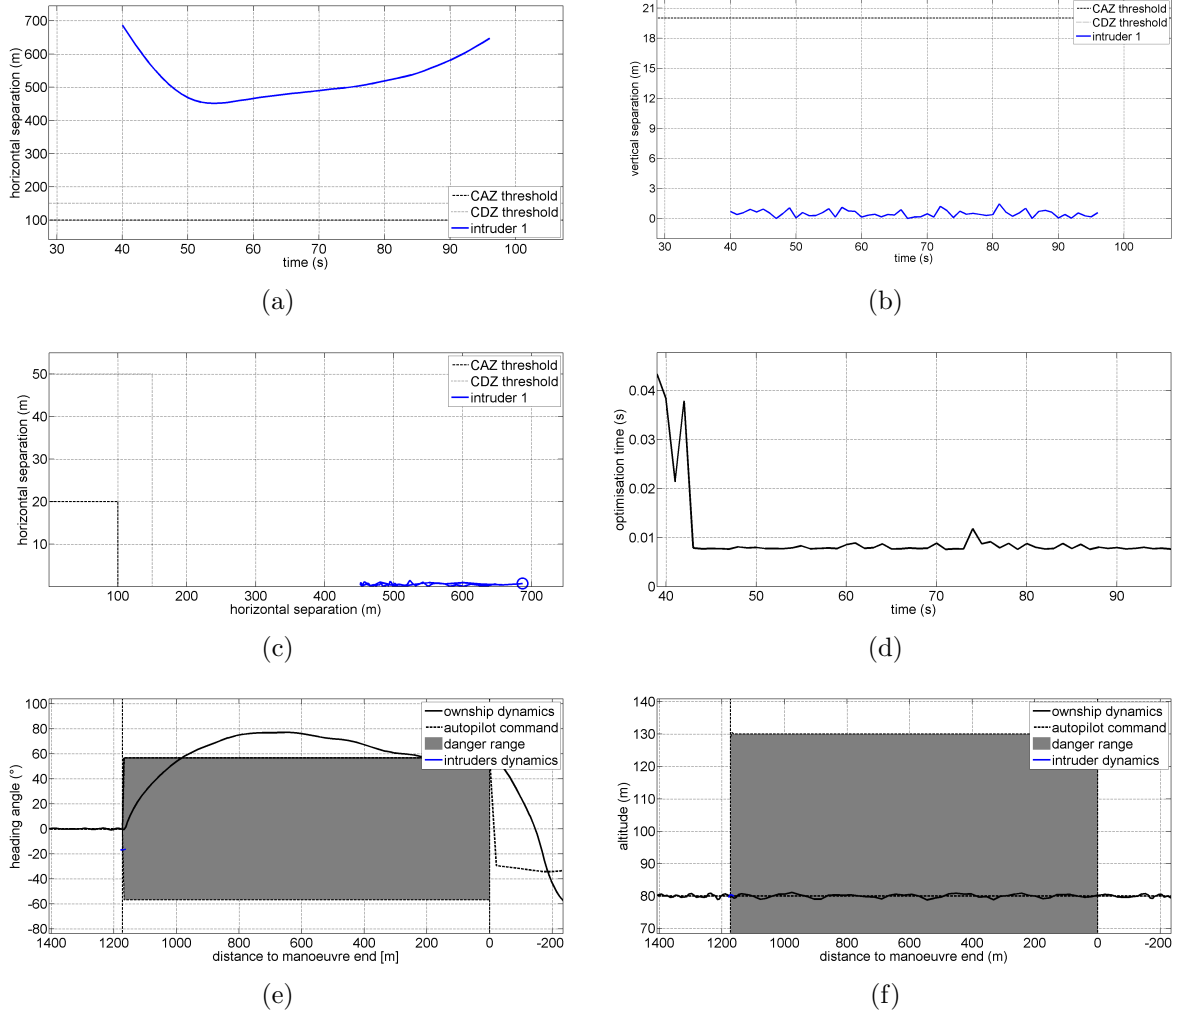 700
600
500
400
300
200
100
horizontal separation (m)
CAZ threshold
CDZ threshold
intruder 1
30 40 50 60 70 80 90 100
time (s)
(a)
21
18
15
12
9
6
3
0
vertical separation (m)
CAZ threshold
CDZ threshold
intruder 1
30 40 50 60 70 80 90 100
time (s)
(b)
50
40
30
20
10
horizontal separation (m)
CAZ threshold
CDZ threshold
intruder 1
100 200 300 400 500 600 700
horizontal separation (m)
(c)
0.04
0.03
0.02
0.01
0
optimisation time (s)
40 50 60 70 80 90
time (s)
(d)
100
80
60
40
20
0
-20
-40
-60
-80
heading angle (°)
ownship dynamics
autopilot command
danger range
intruders dynamics
1400 1200 1000 800 600 400 200 0 -200
distance to manoeuvre end [m]
(e)
140
130
120
110
100
90
80
70
altitude (m)
ownship dynamics
autopilot command
danger range
intruder dynamics
1400 1200 1000 800 600 400 200 0 -200
distance to manoeuvre end (m)
(f)